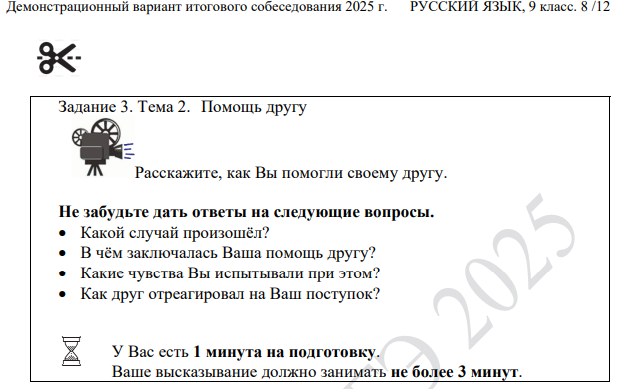 Демонстрационный вариант итогового собеседования 2025 г. РУССКИЙ ЯЗЫК, 9 класс. 8 /12
Задание 3. Тема 2. Помощь другу
Расскажите, как Вы помогли своему другу.
Не забудьте дать ответы на следующие вопросы.
• Какой случай произошёл?
• В чём заключалась Ваша помощь другу?
• Какие чувства Вы испытывали при этом?
• Как друг отреагировал на Ваш поступок?
У Вас есть 1 минута на подготовку.
Ваше высказывание должно занимать не более 3 минут.
2025